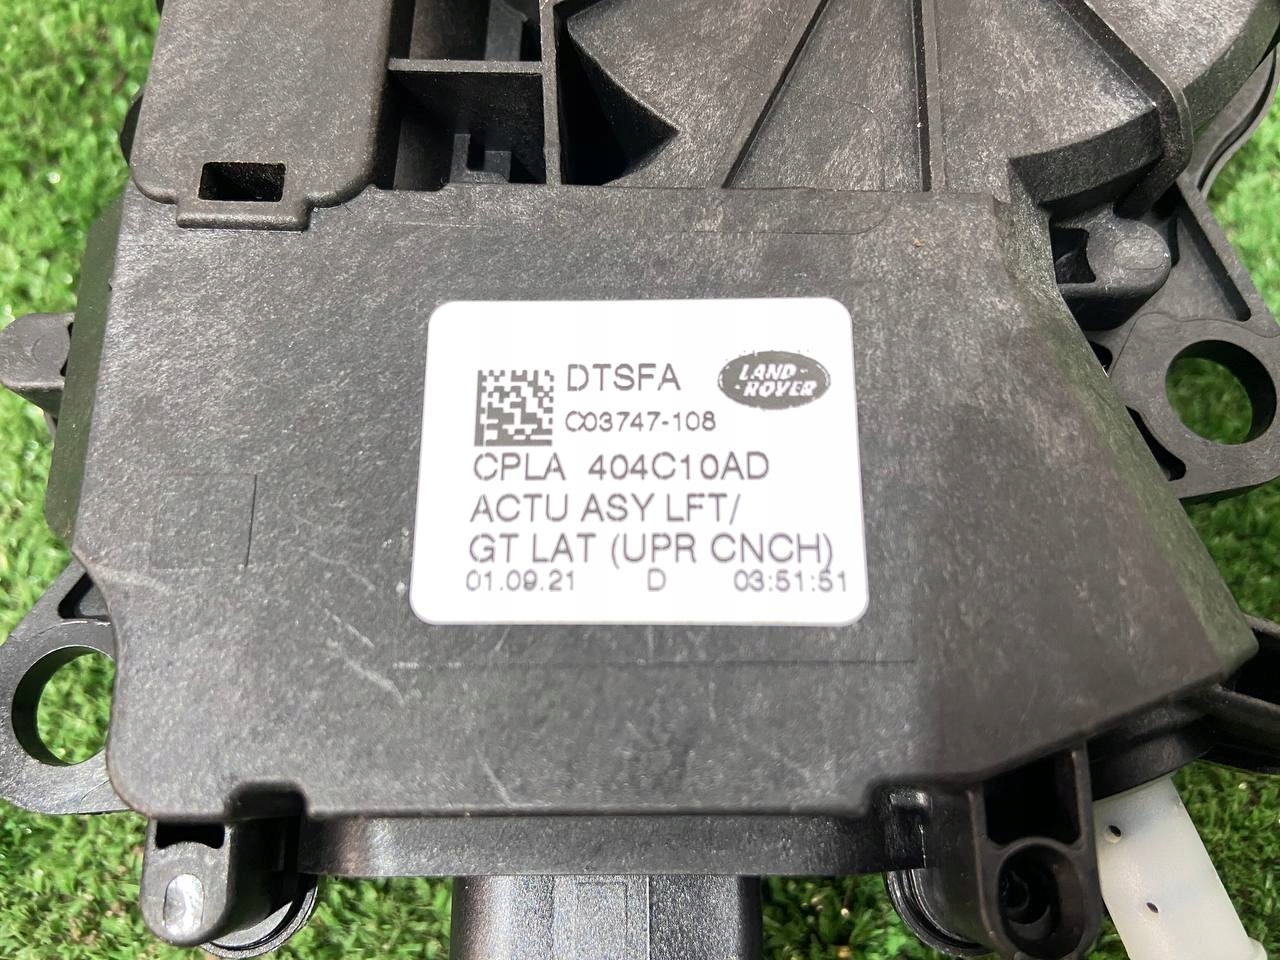 DTSFA
LAND-
-ROVER
C03747-108
CPLA 404C10AD
ACTU ASY LFT/
GT LAT (UPR CNCH)
01.09.21 D 03:51:51